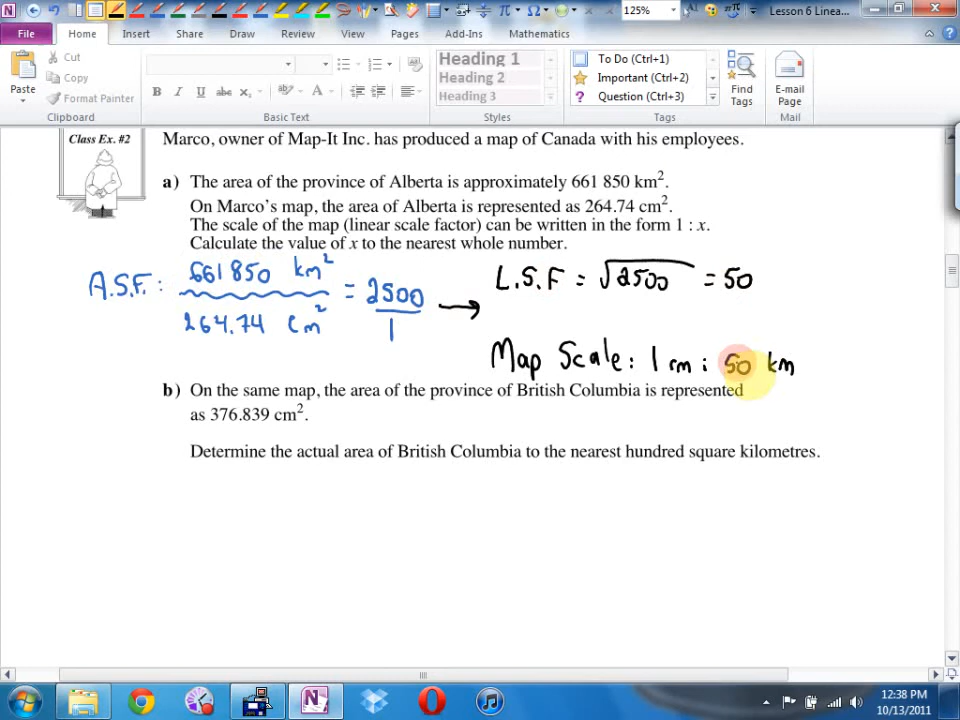 125%
Lesson 6 Linea...
File
Home
Insert
Share
Draw
Review
View
Pages
Add-Ins
Mathematics
Paste
Cut
Copy
Format Painter
Clipboard
B I U abc x₂ A
Basic Text
Heading 1
Heading 2
Heading 3
Styles
To Do (Ctrl+1)
Important (Ctrl+2)
? Question (Ctrl+3)
Tags
Find Tags
E-mail Page
Mail
Class Ex. #2
Marco, owner of Map-It Inc. has produced a map of Canada with his employees.
a) The area of the province of Alberta is approximately 661 850 km².
On Marco's map, the area of Alberta is represented as 264.74 cm².
The scale of the map (linear scale factor) can be written in the form 1 : x.
Calculate the value of x to the nearest whole number.
A.S.F.: 661850 km² / 264.74 cm² = 2500 / 1 → L.S.F = √2500 = 50
Map Scale: 1 cm : 50 km
b) On the same map, the area of the province of British Columbia is represented
as 376.839 cm².
Determine the actual area of British Columbia to the nearest hundred square kilometres.
12:38 PM
10/13/2011